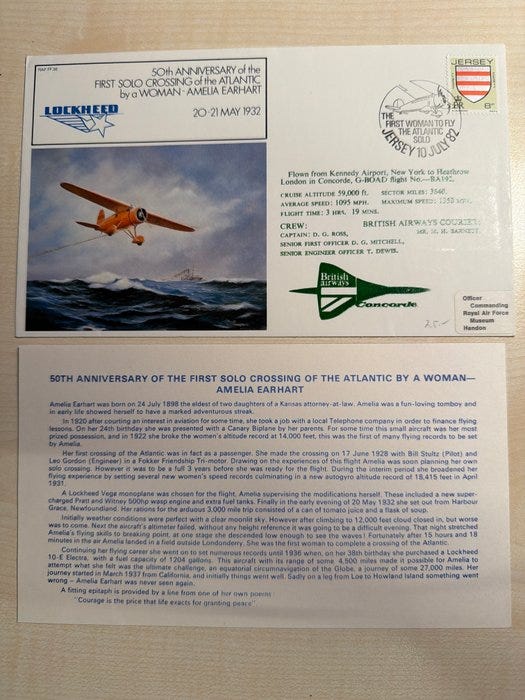 RAF FF 30
50th ANNIVERSARY of the
FIRST SOLO CROSSING of the ATLANTIC
by a WOMAN - AMELIA EARHART
LOCKHEED
20-21 MAY 1932
JERSEY
8p
THE
FIRST WOMAN TO FLY
THE ATLANTIC
SOLO
JERSEY 10 JULY 82
Flown from Kennedy Airport, New York to Heathrow
London in Concorde, G-BOAD flight No.—BA192.
CRUISE ALTITUDE 59,000 ft. SECTOR MILES: 3540.
AVERAGE SPEED: 1095 MPH. MAXIMUM SPEED: 1350 MPH.
FLIGHT TIME: 3 HRS. 19 MINS.
CREW: BRITISH AIRWAYS COURIER:
CAPTAIN: D. G. ROSS, MR. H. H. BARNETT.
SENIOR FIRST OFFICER D. G. MITCHELL,
SENIOR ENGINEER OFFICER T. DEWIS.
British
airways
Concorde
25.-
Officer
Commanding
Royal Air Force
Museum
Hendon
50TH ANNIVERSARY OF THE FIRST SOLO CROSSING OF THE ATLANTIC BY A WOMAN—
AMELIA EARHART
Amelia Earhart was born on 24 July 1898 the eldest of two daughters of a Kansas attorney-at-law. Amelia was a fun-loving tomboy and
in early life showed herself to have a marked adventurous streak.
In 1920 after courting an interest in aviation for some time, she took a job with a local Telephone company in order to finance flying
lessons. On her 24th birthday she was presented with a Canary Biplane by her parents. For some time this small aircraft was her most
prized possession, and in 1922 she broke the women's altitude record at 14,000 feet, this was the first of many flying records to be set
by Amelia.
Her first crossing of the Atlantic was in fact as a passenger. She made the crossing on 17 June 1928 with Bill Stultz (Pilot) and
Leo Gordon (Engineer) in a Fokker Friendship Tri-motor. Drawing on the experiences of this flight Amelia was soon planning her own
solo crossing. However it was to be a full 3 years before she was ready for the flight. During the interim period she broadened her
flying experience by setting several new women's speed records culminating in a new autogyro altitude record of 18,415 feet in April
1931.
A Lockheed Vega monoplane was chosen for the flight, Amelia supervising the modifications herself. These included a new super-
charged Pratt and Witney 500hp wasp engine and extra fuel tanks. Finally in the early evening of 20 May 1932 she set out from Harbour
Grace, Newfoundland. Her rations for the arduous 3,000 mile trip consisted of a can of tomato juice and a flask of soup.
Initially weather conditions were perfect with a clear moonlit sky. However after climbing to 12,000 feet cloud closed in, but worse
was to come. Next the aircraft's altimeter failed, without any height reference it was going to be a difficult evening. That night stretched
Amelia's flying skills to breaking point, at one stage she descended low enough to see the waves! Fortunately after 15 hours and 18
minutes in the air Amelia landed in a field outside Londonderry. She was the first woman to complete a crossing of the Atlantic.
Continuing her flying career she went on to set numerous records until 1936 when, on her 38th birthday she purchased a Lockheed
10-E Electra, with a fuel capacity of 1204 gallons. This aircraft with its range of some 4,500 miles made it possible for Amelia to
attempt what she felt was the ultimate challenge, an equatorial circumnavigation of the Globe, a journey of some 27,000 miles. Her
journey started in March 1937 from California, and initially things went well. Sadly on a leg from Loe to Howland Island something went
wrong – Amelia Earhart was never seen again.
A fitting epitaph is provided by a line from one of her own poems:
"Courage is the price that life exacts for granting peace"